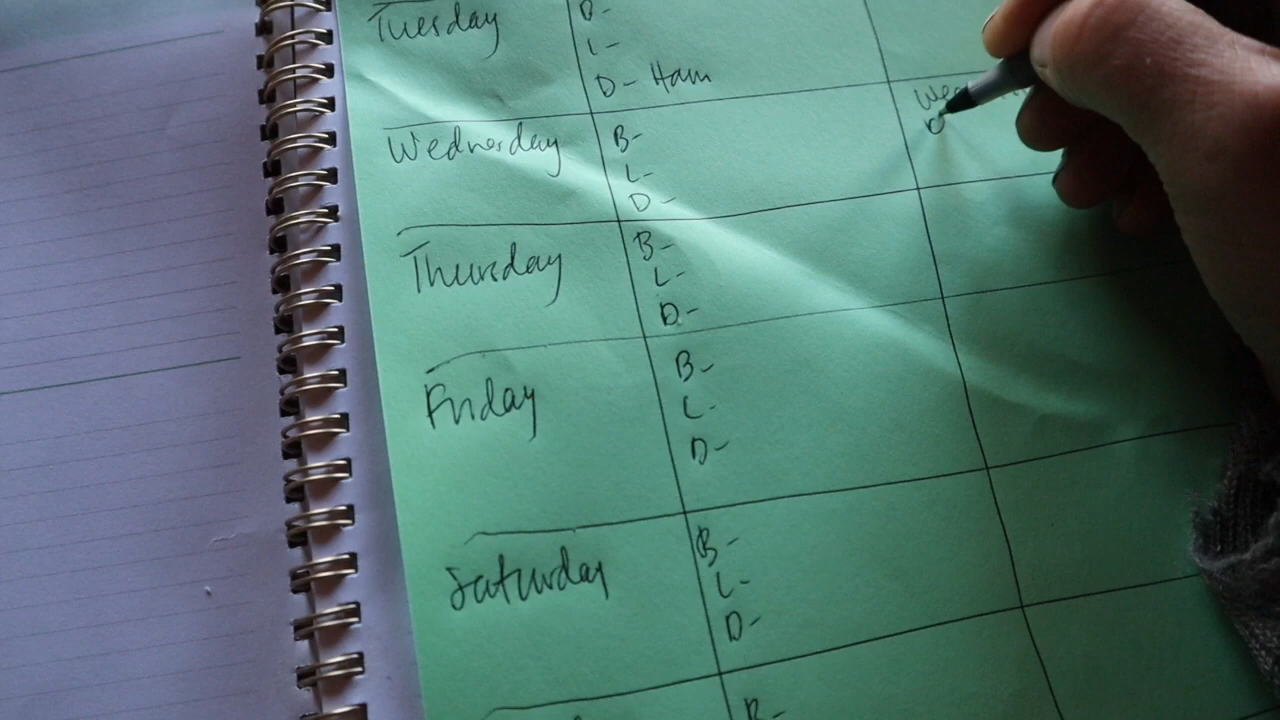 Tuesday
B-
L-
D- Ham
Wednesday
B-
L-
D-
Thursday
B-
L-
D-
Friday
B-
L-
D-
Saturday
B-
L-
D-
B-